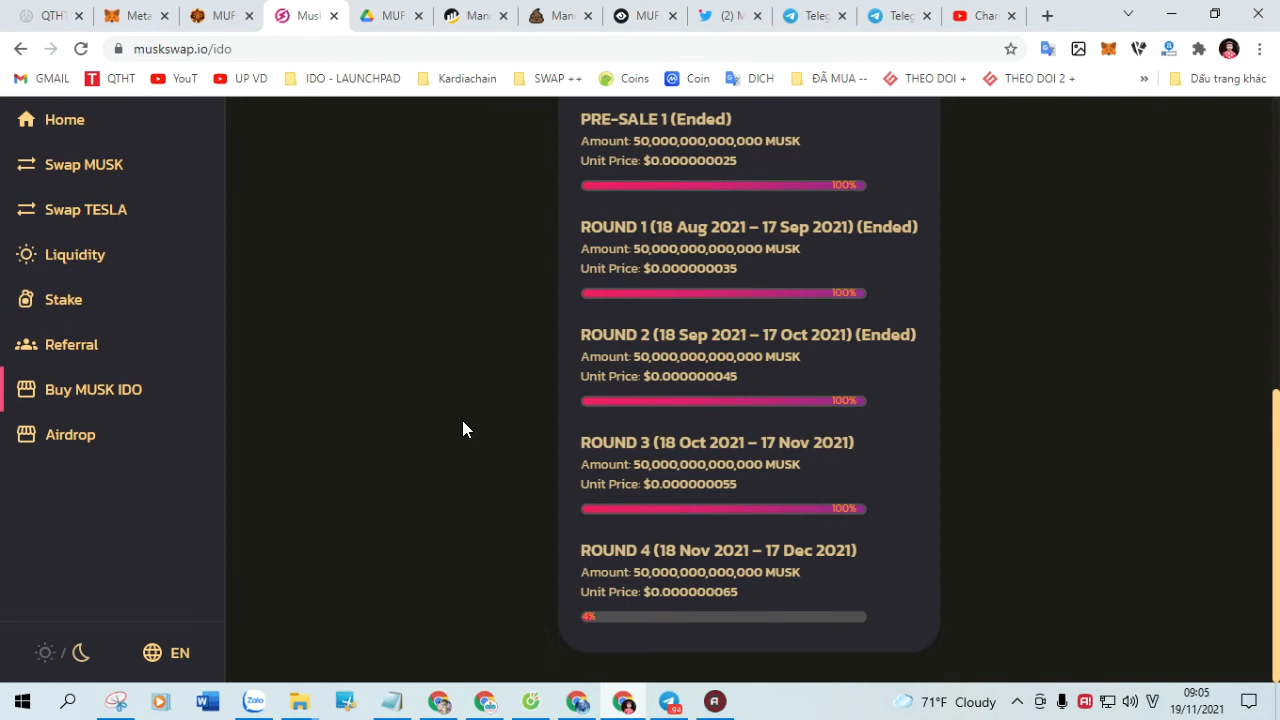 QTHT
Meta
MUF
Musk
MUF
Mana
Mana
MUF
(2) M
Teleg
Teleg
Chan
muskswap.io/ido
GMAIL
QTHT
YouT
UP VD
IDO - LAUNCHPAD
Kardiachain
SWAP ++
Coins
Coin
DICH
ĐÃ MUA --
THEO DOI +
THEO DOI 2 +
»
Dấu trang khác
Home
Swap MUSK
Swap TESLA
Liquidity
Stake
Referral
Buy MUSK IDO
Airdrop
/
EN
PRE-SALE 1 (Ended)
Amount: 50,000,000,000,000 MUSK
Unit Price: $0.000000025
100%
ROUND 1 (18 Aug 2021 – 17 Sep 2021) (Ended)
Amount: 50,000,000,000,000 MUSK
Unit Price: $0.000000035
100%
ROUND 2 (18 Sep 2021 – 17 Oct 2021) (Ended)
Amount: 50,000,000,000,000 MUSK
Unit Price: $0.000000045
100%
ROUND 3 (18 Oct 2021 – 17 Nov 2021)
Amount: 50,000,000,000,000 MUSK
Unit Price: $0.000000055
100%
ROUND 4 (18 Nov 2021 – 17 Dec 2021)
Amount: 50,000,000,000,000 MUSK
Unit Price: $0.000000065
4%
Zalo
94
71°F Cloudy
09:05
19/11/2021